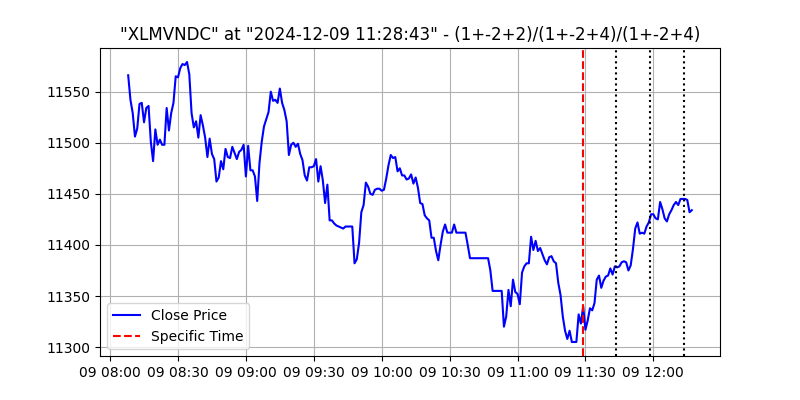 "XLMVNDC" at "2024-12-09 11:28:43" - (1+-2+2)/(1+-2+4)/(1+-2+4)
11550
11500
11450
11400
11350
11300
Close Price
Specific Time
09 08:00 09 08:30 09 09:00 09 09:30 09 10:00 09 10:30 09 11:00 09 11:30 09 12:00